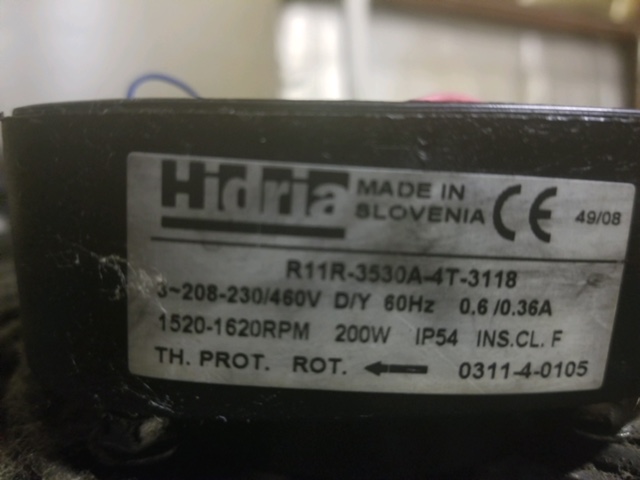 Hidria MADE IN
SLOVENIA CE 49/08
R11R-3530A-4T-3118
3~208-230/460V D/Y 60Hz 0.6/0.36A
1520-1620RPM 200W IP54 INS.CL. F
TH. PROT. ROT. 0311-4-0105